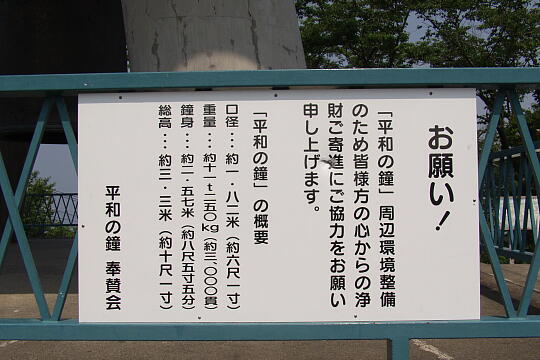 お願い!
「平和の鐘」周辺環境整備
のため皆様方の心からの浄
財ご寄進にご協力をお願い
申し上げます。
「平和の鐘」の概要
口径・・・約一・八二米（約六尺一寸）
重量・・・約十一t二五〇kg（約三、〇〇〇貫）
鐘身・・・約二・五七米（約八尺五寸五分）
総高・・・約三・三米（約十尺一寸）
平和の鐘 奉賛会